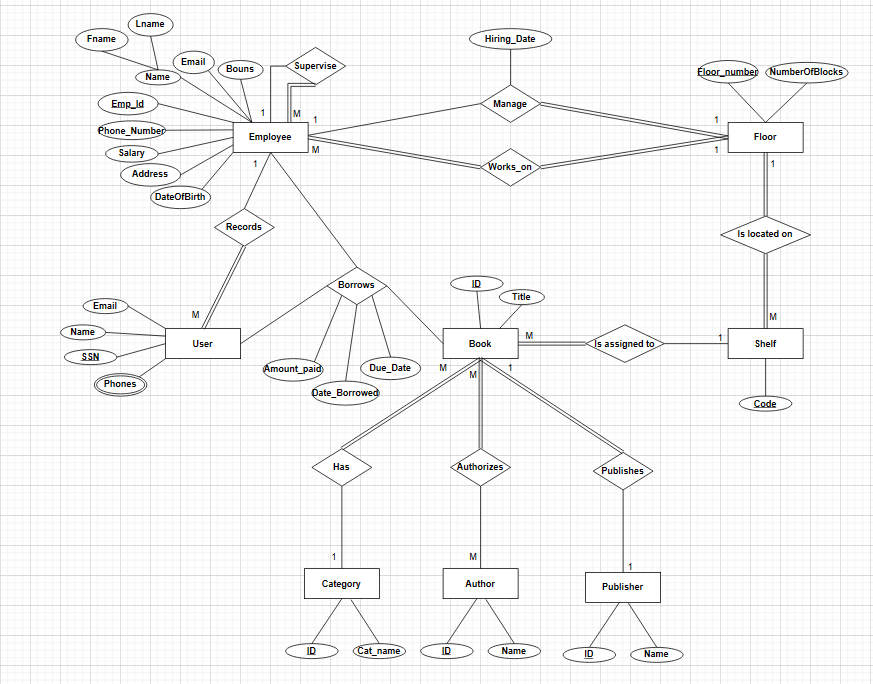 Lname
Fname
Hiring_Date
Email
Bouns
Supervise
Name
Floor_number
NumberOfBlocks
Emp_Id
Manage
1
M
1
1
Phone_Number
Employee
Floor
Salary
M
1
1
1
Works_on
Address
DateOfBirth
Records
Is located on
Borrows
ID
Title
Email
M
M
Name
User
Book
M
Is assigned to
1
Shelf
SSN
Phones
Amount_paid
Due_Date
M
M
1
Date_Borrowed
Code
Has
Authorizes
Publishes
1
M
1
Category
Author
Publisher
ID
Cat_name
ID
Name
ID
Name